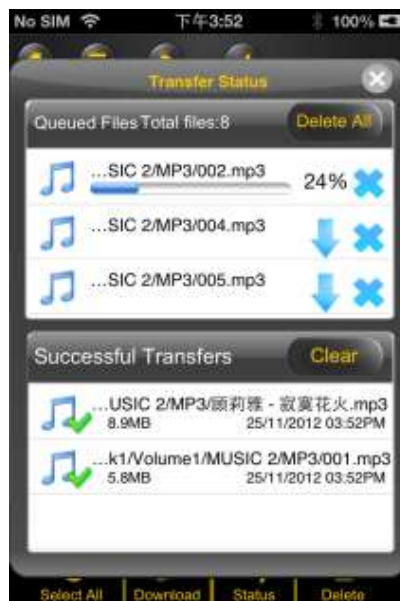 No SIM 下午3:52 100%
Transfer Status
Queued Files Total files:8 Delete All
...SIC 2/MP3/002.mp3
24%
...SIC 2/MP3/004.mp3
...SIC 2/MP3/005.mp3
Successful Transfers Clear
...USIC 2/MP3/頤莉雅 - 寂寞花火.mp3
8.9MB 25/11/2012 03:52PM
...k1/Volume1/MUSIC 2/MP3/001.mp3
5.8MB 25/11/2012 03:52PM
Select All Download Status Delete